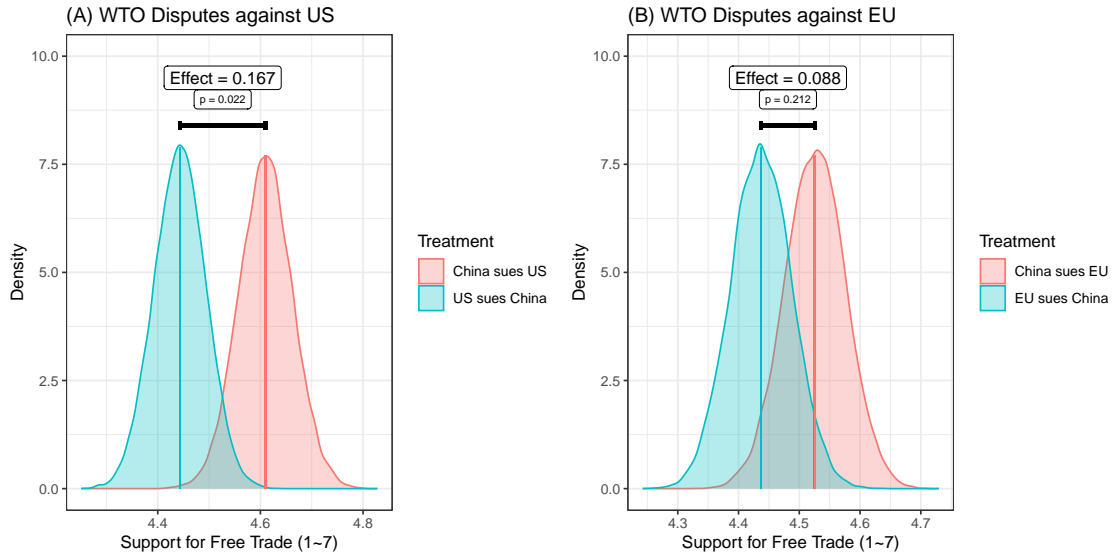 (A) WTO Disputes against US
10.0
7.5
5.0
2.5
0.0
Density
Effect = 0.167
p = 0.022
4.4
4.6
4.8
Support for Free Trade (1~7)
Treatment
China sues US
US sues China
(B) WTO Disputes against EU
10.0
7.5
5.0
2.5
0.0
Density
Effect = 0.088
p = 0.212
4.3
4.4
4.5
4.6
4.7
Support for Free Trade (1~7)
Treatment
China sues EU
EU sues China